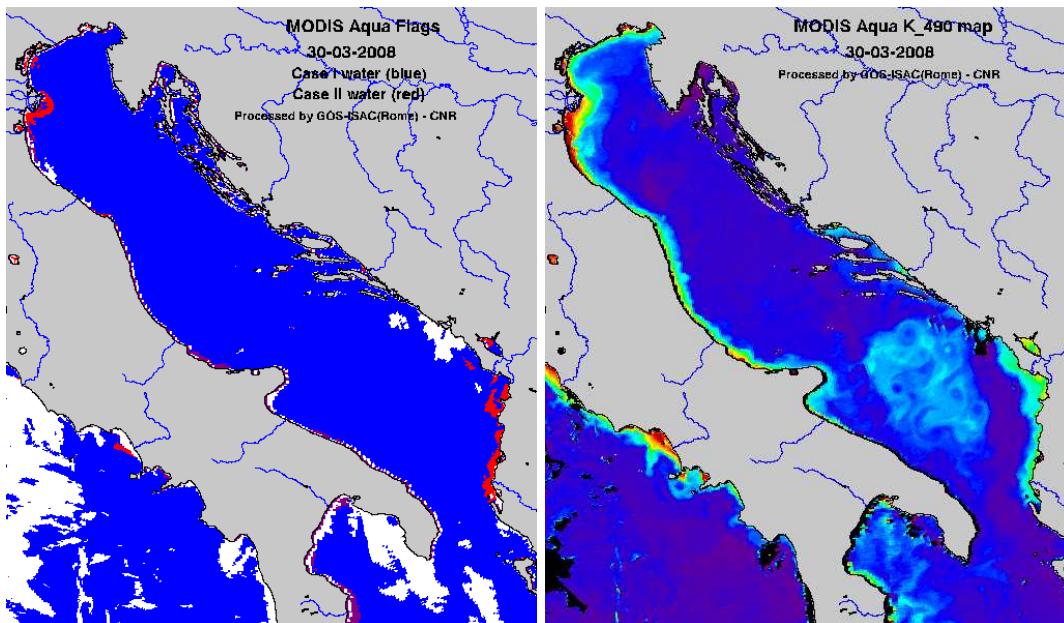 MODIS Aqua Flags
30-03-2008
Case I water (blue)
Case II water (red)
Processed by GOS-ISAC(Rome) - CNR
MODIS Aqua K_490 map
30-03-2008
Processed by GOS-ISAC(Rome) - CNR